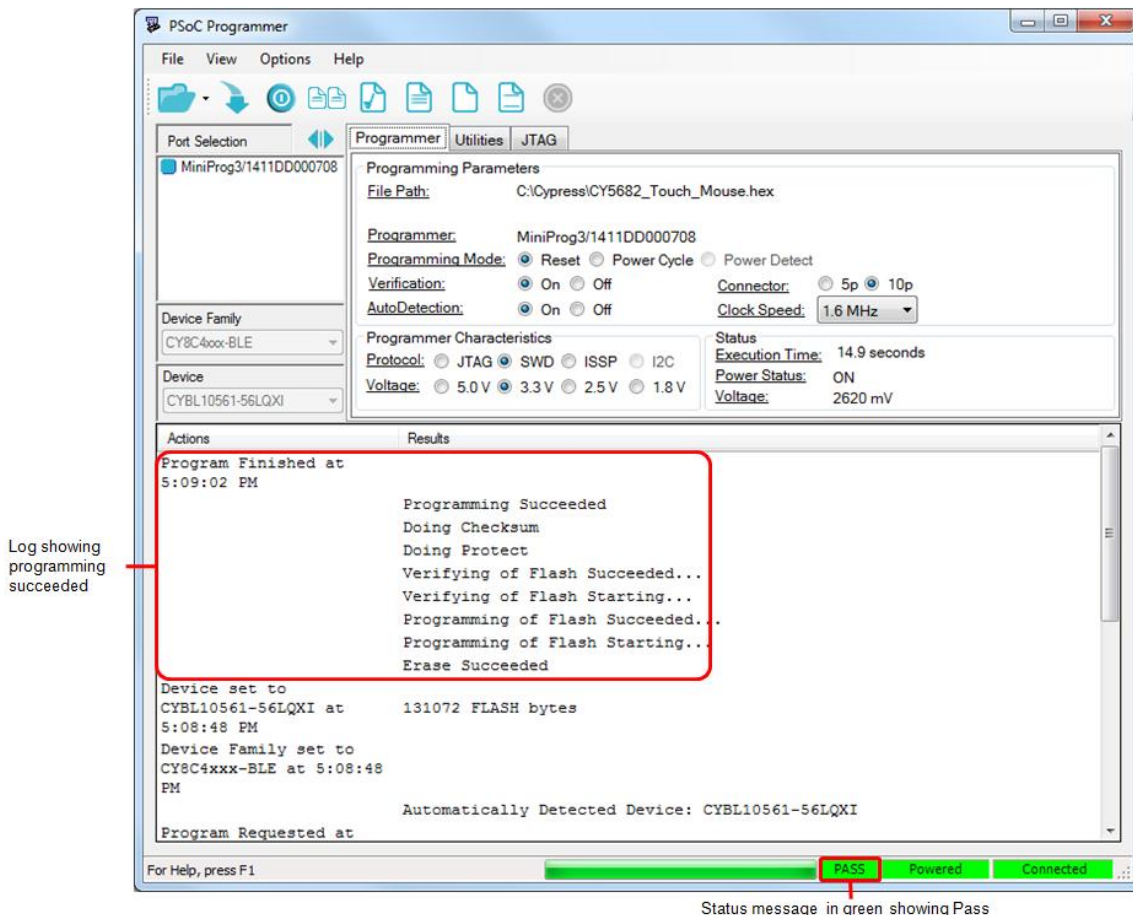 PSoC Programmer
File View Options Help
Port Selection
Programmer Utilities JTAG
MiniProg3/1411DD000708
Programming Parameters
File Path: C:\Cypress\CY5682_Touch_Mouse.hex
Programmer: MiniProg3/1411DD000708
Programming Mode: Reset Power Cycle Power Detect
Verification: On Off Connector: 5p 10p
AutoDetection: On Off Clock Speed: 1.6 MHz
Device Family
CY8C4xxx-BLE
Device
CYBL10561-56LQXI
Programmer Characteristics
Protocol: JTAG SWD ISSP I2C
Voltage: 5.0 V 3.3 V 2.5 V 1.8 V
Status
Execution Time: 14.9 seconds
Power Status: ON
Voltage: 2620 mV
Actions Results
Program Finished at
5:09:02 PM
Programming Succeeded
Doing Checksum
Doing Protect
Verifying of Flash Succeeded...
Verifying of Flash Starting...
Programming of Flash Succeeded...
Programming of Flash Starting...
Erase Succeeded
Log showing
programming
succeeded
Device set to
CYBL10561-56LQXI at 131072 FLASH bytes
5:08:48 PM
Device Family set to
CY8C4xxx-BLE at 5:08:48
PM
Automatically Detected Device: CYBL10561-56LQXI
Program Requested at
For Help, press F1
PASS Powered Connected
Status message in green showing Pass